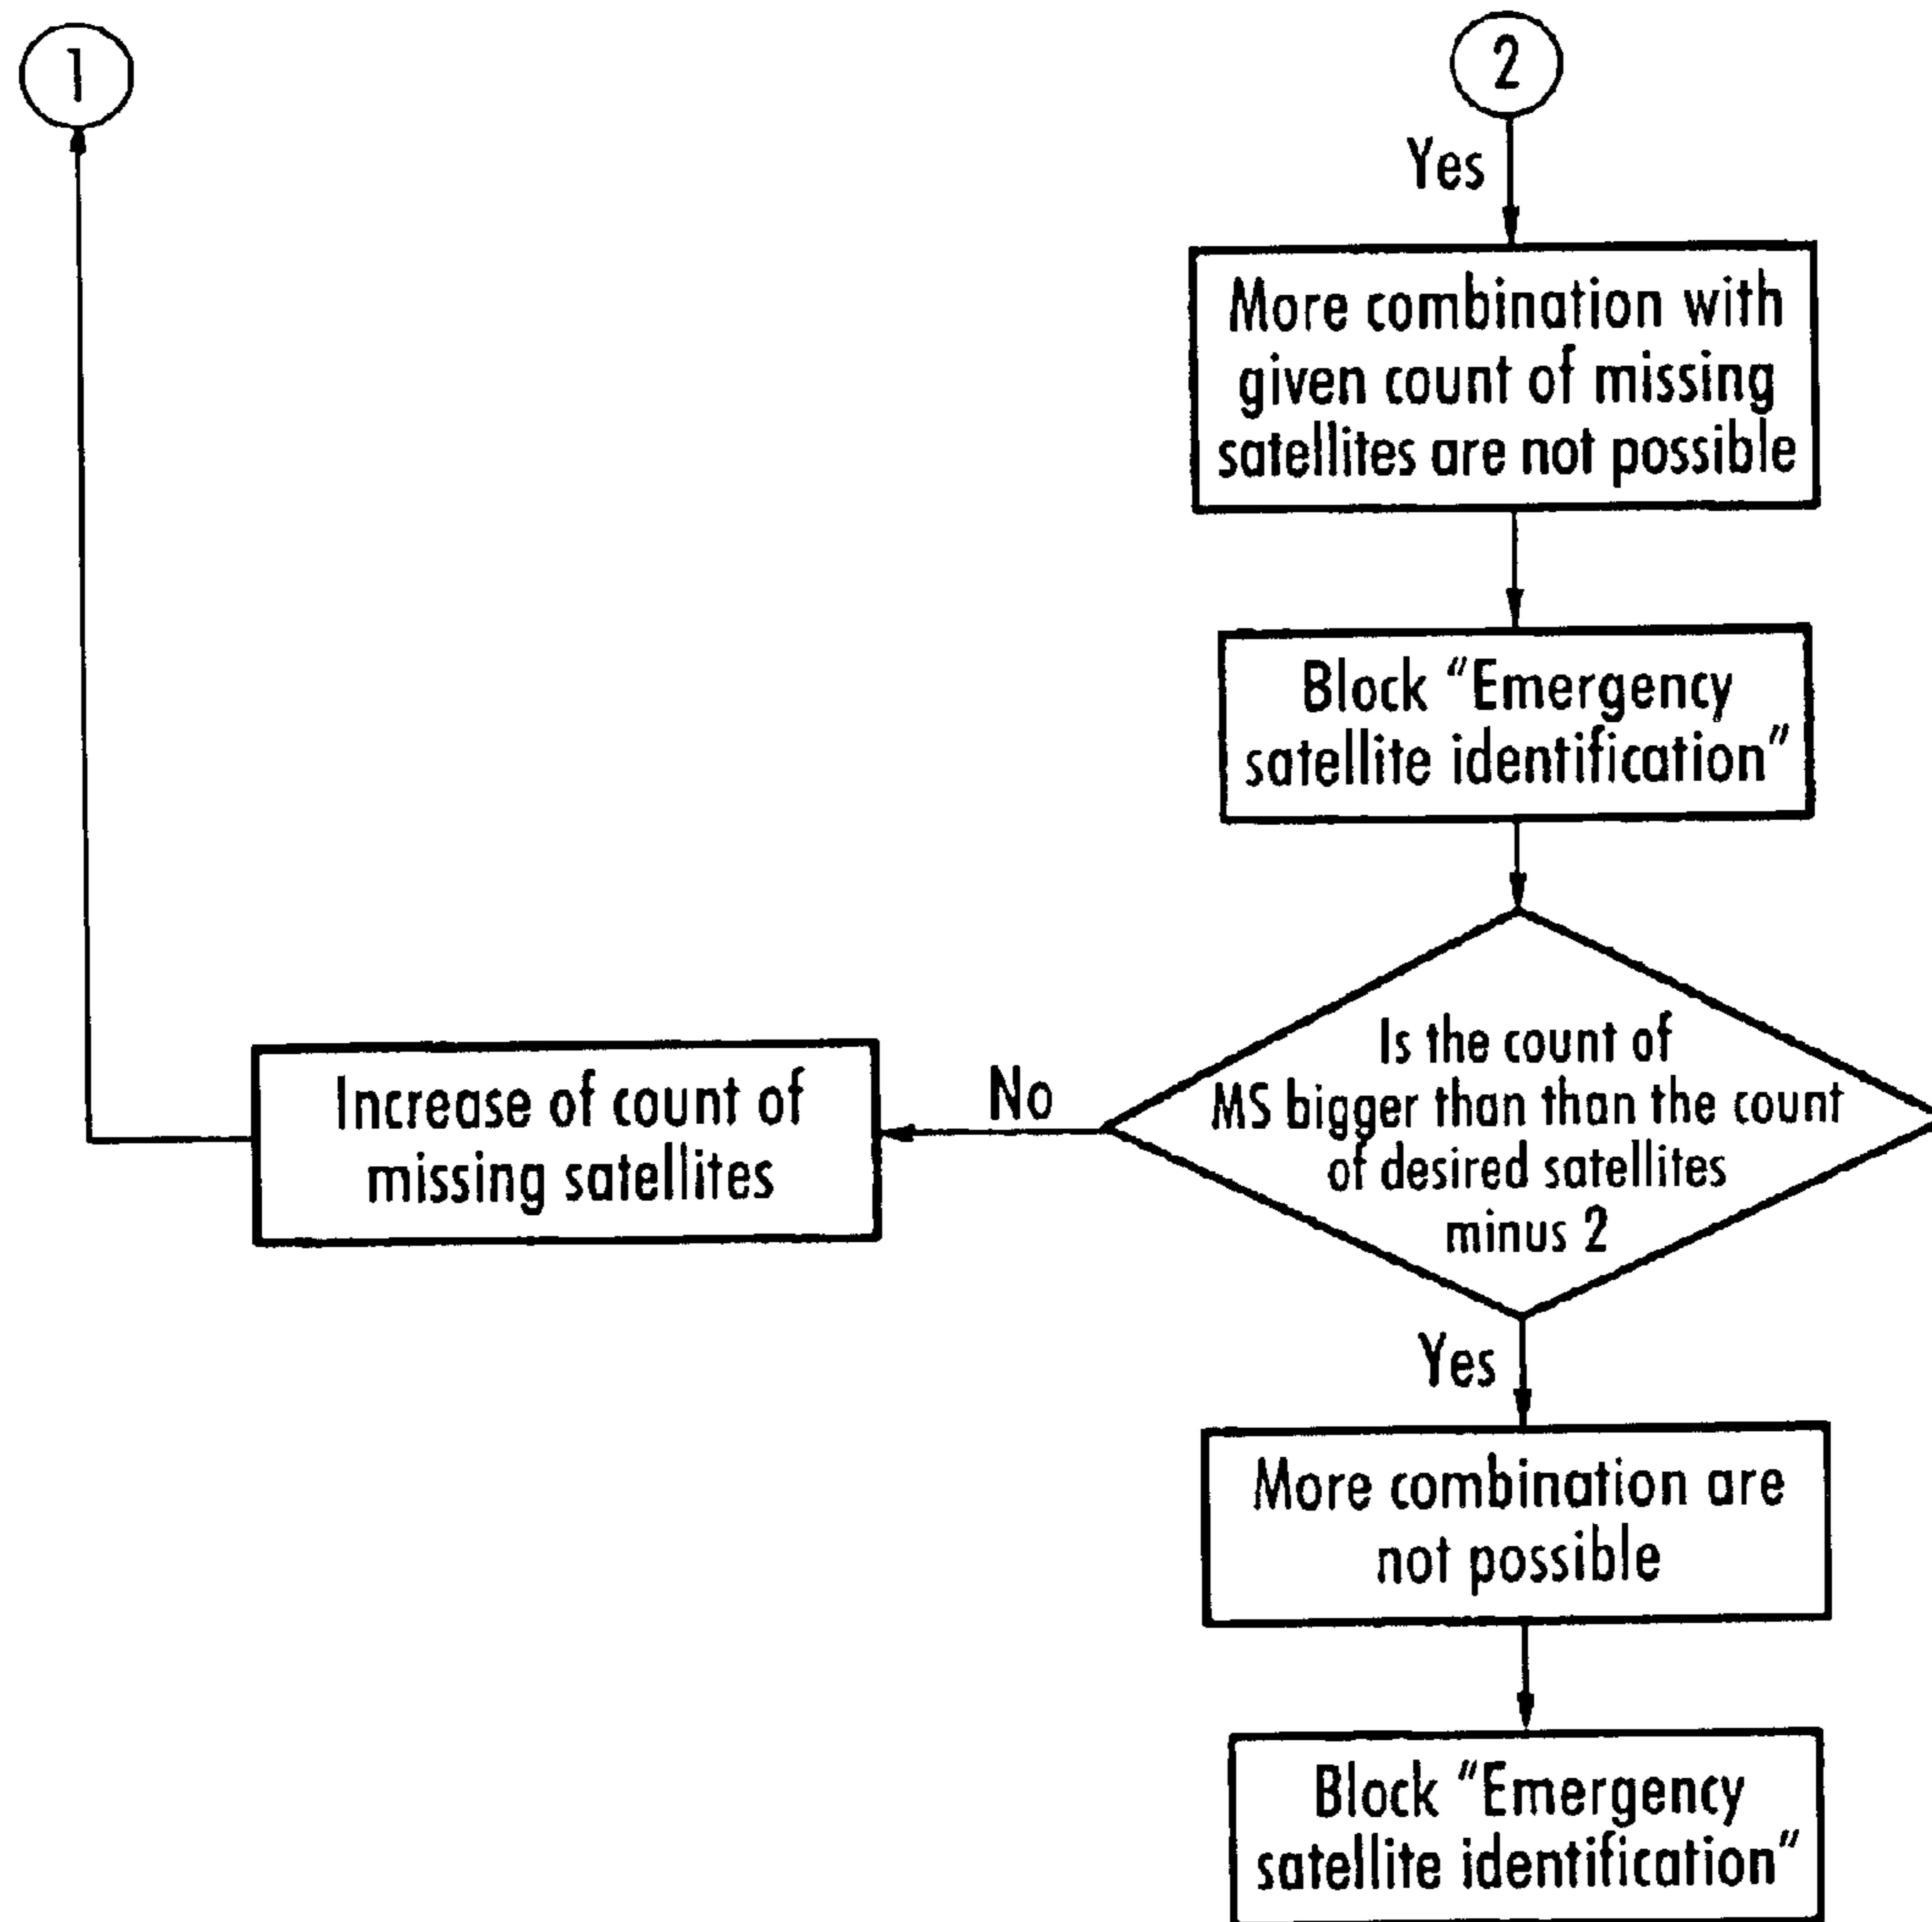 1
2
Yes
More combination with
given count of missing
satellites are not possible
Block "Emergency
satellite identification"
Is the count of
MS bigger than than the count
of desired satellites
minus 2
No
Increase of count of
missing satellites
Yes
More combination are
not possible
Block "Emergency
satellite identification"